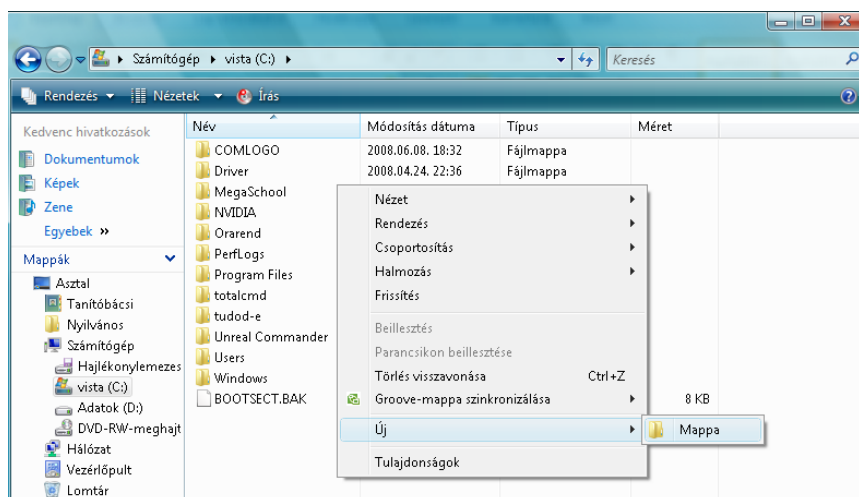 Számítógép ▸ vista (C:) ▸
Keresés
Rendezés
Nézetek
Írás
Kedvenc hivatkozások
Dokumentumok
Képek
Zene
Egyebek »
Mappák
Asztal
Tanítóbácsi
Nyilvános
Számítógép
Hajlékonylemezes
vista (C:)
Adatok (D:)
DVD-RW-meghajt
Hálózat
Vezérlőpult
Lomtár
Név Módosítás dátuma Típus Méret
COMLOGO 2008.06.08. 18:32 Fájlmappa
Driver 2008.04.24. 22:36 Fájlmappa
MegaSchool
NVIDIA
Orarend
PerfLogs
Program Files
totalcmd
tudod-e
Unreal Commander
Users
Windows
BOOTSECT.BAK 8 KB
Nézet
Rendezés
Csoportosítás
Halmozás
Frissítés
Beillesztés
Parancsikon beillesztése
Törlés visszavonása Ctrl+Z
Groove-mappa szinkronizálása
Új
Mappa
Tulajdonságok